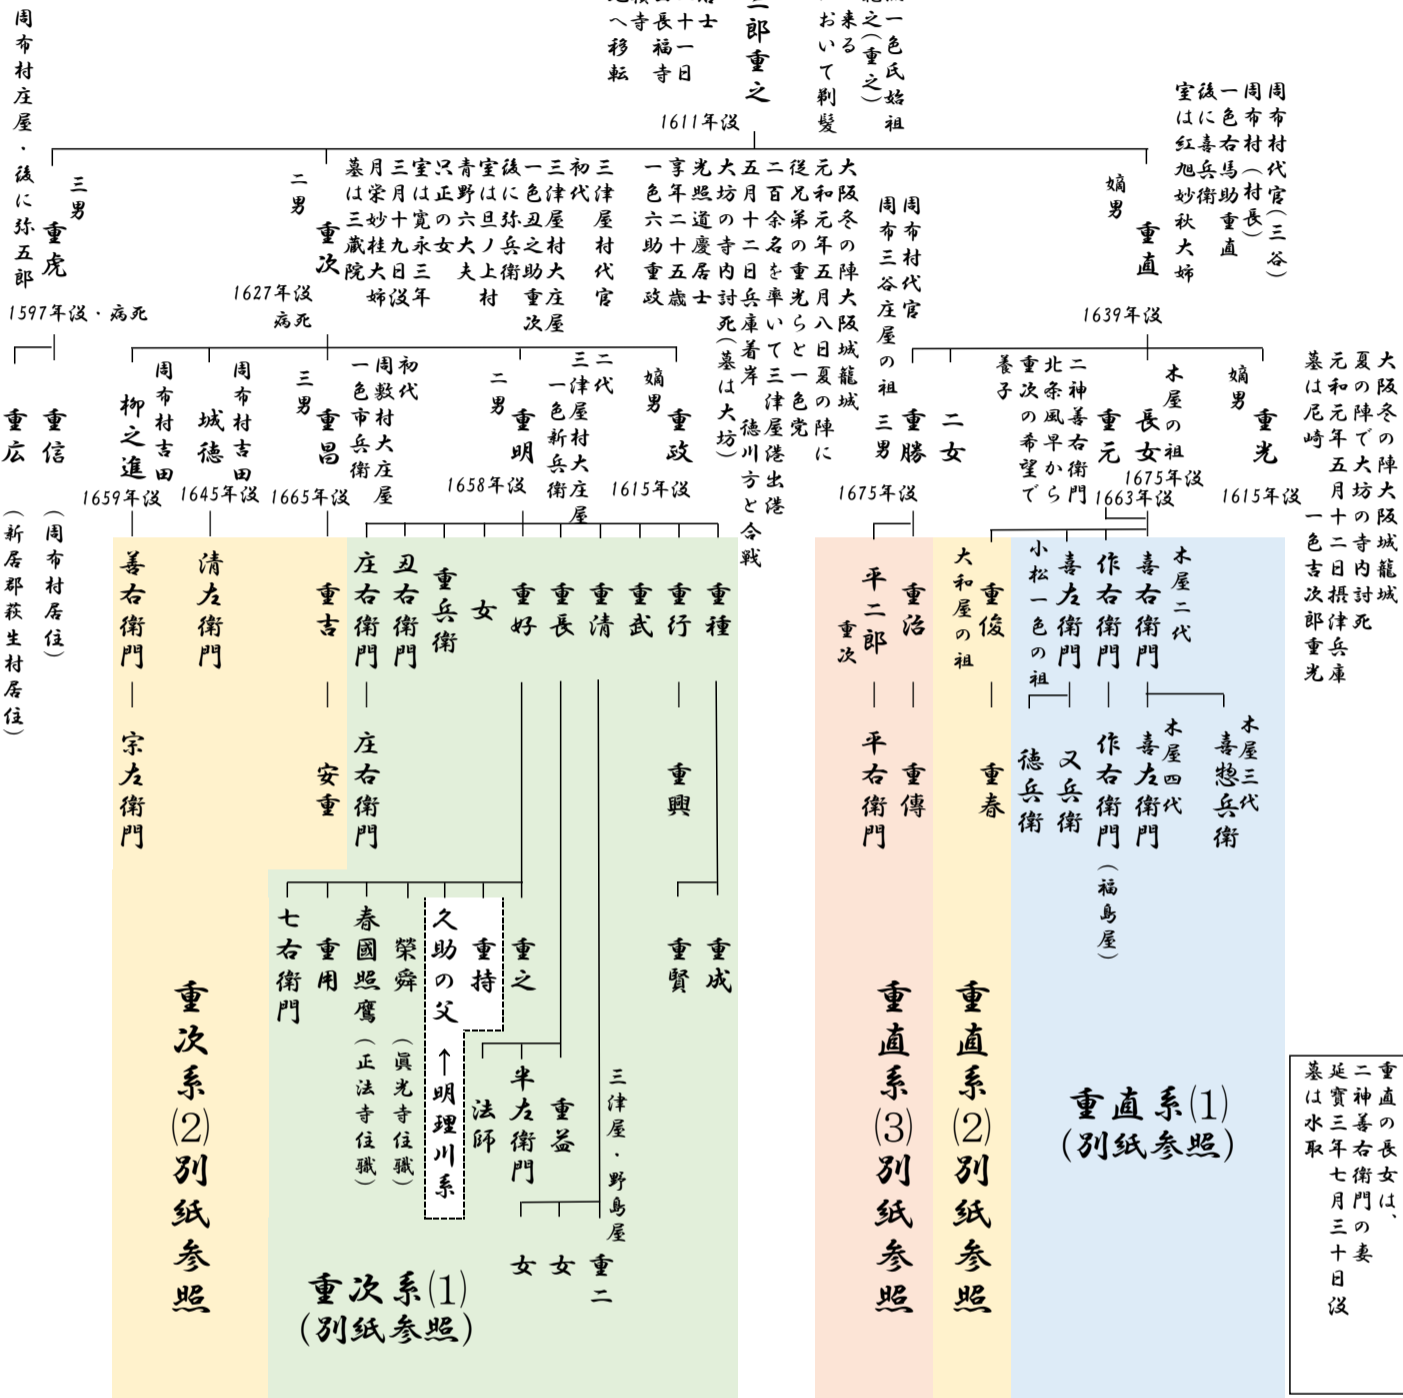 一色氏始祖
之(重之)
来る
おいて剃髪
二郎重之
1611年没
士
十一日
長福寺
寺
へ移転
周布村代官(三谷)
周布村(村長)
一色右馬助重直
後に喜兵衛
室は紅旭妙秋大姉
嫡男
重直
1639年没
二男
重次
1627年没
病死
三津屋村代官
初代
三津屋村大庄屋
一色丑之助重次
後に弥兵衛
室は旦ノ上村
青野六大夫
只正の女
室は寛永三年
三月十九日没
月栄妙桂大姉
墓は三蔵院
三男
重虎
1597年没・病死
周布村庄屋・後に弥五郎
大阪冬の陣大阪城籠城
夏の陣で大坊の寺内討死
元和元年五月十二日摂津兵庫
一色吉次郎重光
墓は尼崎
嫡男
重光
1615年没
木屋の祖
長女
1675年没
重元
1663年没
二神善右衛門
北条風早から
重次の希望で
養子
二女
重勝
三男
1675年没
周布村代官
周布三谷庄屋の祖
大阪冬の陣大阪城籠城
元和元年五月八日夏の陣に
従兄弟の重光らと一色党
二百余名を率いて三津屋港出港
五月十二日兵庫着岸 徳川方と合戦
大坊の寺内討死(墓は大坊)
光照道慶居士
享年二十五歳
一色六助重政
嫡男
重政
1615年没
二代
三津屋村大庄屋
一色新兵衛
二男
重明
1658年没
初代
周敷村大庄屋
一色市兵衛
三男
重昌
1665年没
周布村吉田
城徳
1645年没
周布村吉田
柳之進
1659年没
重信
(周布村居住)
重広
(新居郡萩生村居住)
木屋二代
喜右衛門
作右衛門
喜左衛門
小松一色の祖
重俊
大和屋の祖
重治
平二郎
重次
重種
重行
重武
重清
重長
重好
女
重兵衛
丑右衛門
庄右衛門
重吉
清左衛門
善右衛門
木屋三代
喜惣兵衛
木屋四代
喜左衛門
作右衛門
(福島屋)
又兵衛
徳兵衛
重春
重傳
平右衛門
重興
庄右衛門
安重
宗左衛門
重成
重賢
重之
重持
久助の父
↑明理川系
榮舜
(眞光寺住職)
春國照鷹
(正法寺住職)
重用
七右衛門
重益
半左衛門
法師
三津屋・野島屋
重二
女
女
重直系(1)
(別紙参照)
重直系(2)別紙参照
重直系(3)別紙参照
重次系(1)
(別紙参照)
重次系(2)別紙参照
重直の長女は、
二神善右衛門の妻
延寳三年七月三十日没
墓は水取